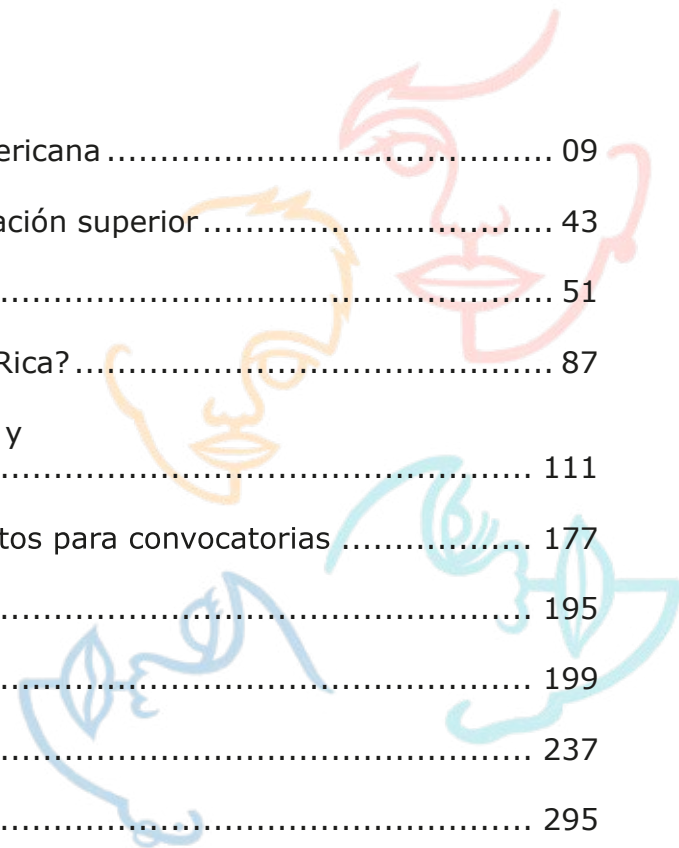 ericana .......................................... 09
ación superior ................................. 43
.................................................... 51
Rica? ............................................. 87
y
.................................................. 111
tos para convocatorias .................. 177
.................................................. 195
.................................................. 199
.................................................. 237
.................................................. 295